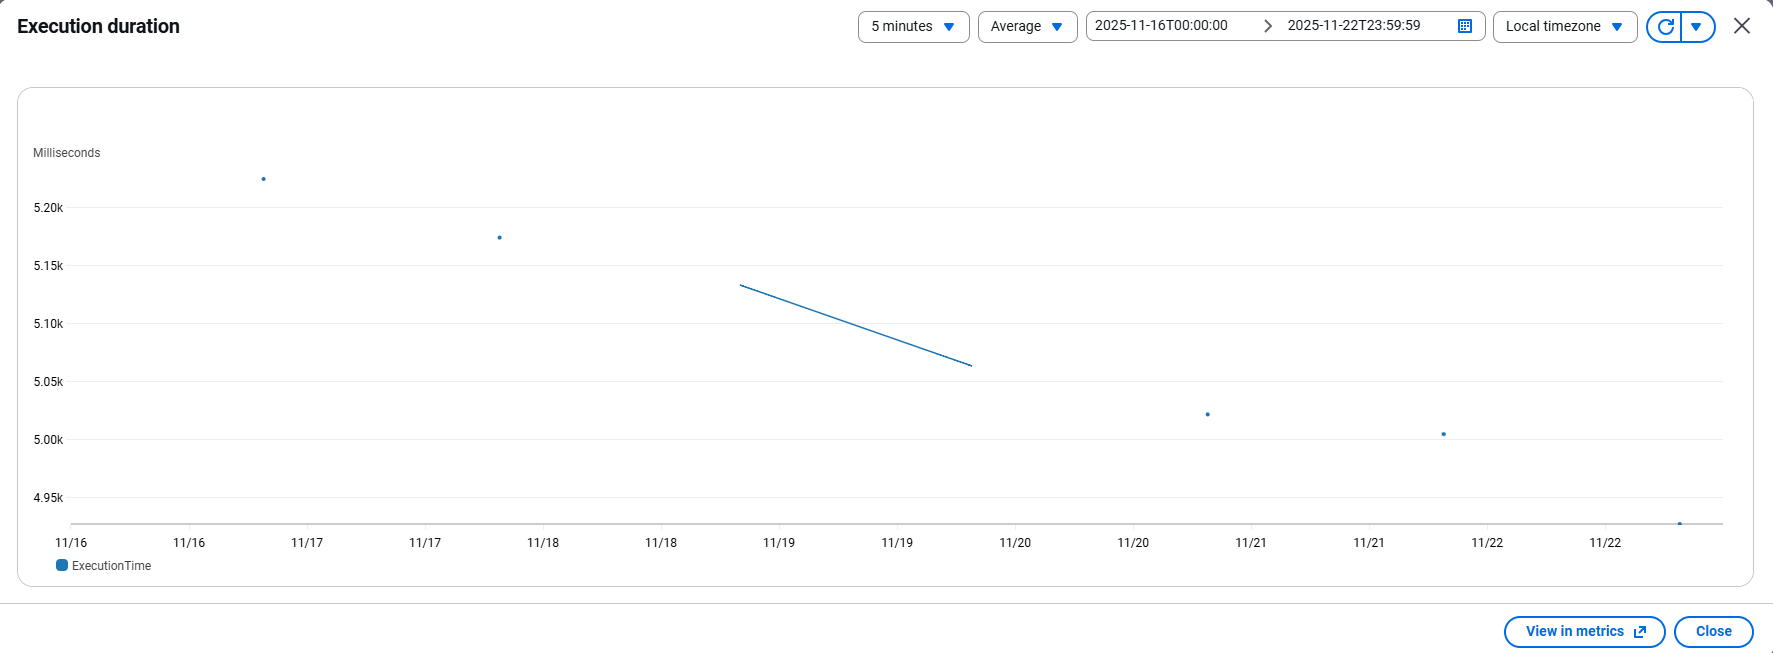 Execution duration
5 minutes
Average
2025-11-16T00:00:00
2025-11-22T23:59:59
Local timezone
Milliseconds
5.20k
5.15k
5.10k
5.05k
5.00k
4.95k
11/16 11/16 11/17 11/17 11/18 11/18 11/19 11/19 11/20 11/20 11/21 11/21 11/22 11/22
ExecutionTime
View in metrics
Close